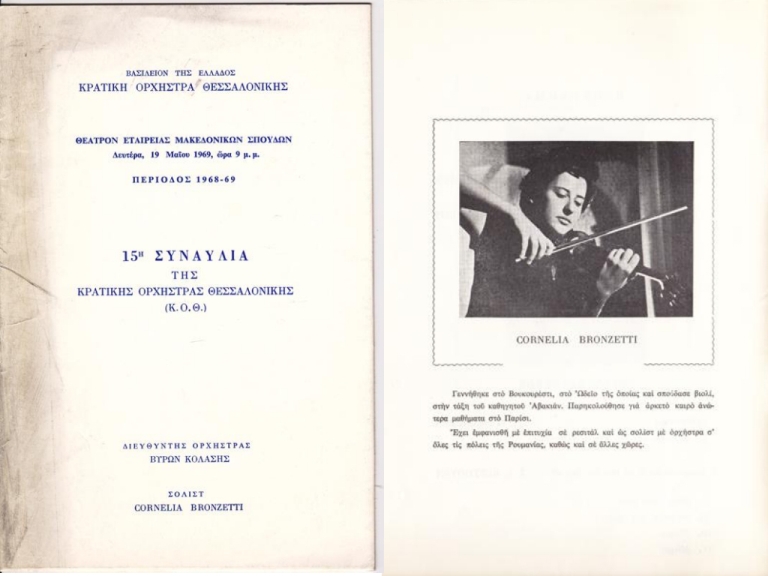 ΒΑΣΙΛΕΙΟΝ ΤΗΣ ΕΛΛΑΔΟΣ
ΚΡΑΤΙΚΗ ΟΡΧΗΣΤΡΑ ΘΕΣΣΑΛΟΝΙΚΗΣ
ΘΕΑΤΡΟΝ ΕΤΑΙΡΕΙΑΣ ΜΑΚΕΔΟΝΙΚΩΝ ΣΠΟΥΔΩΝ
Δευτέρα, 19 Μαΐου 1969, ὥρα 9 μ. μ.
ΠΕΡΙΟΔΟΣ 1968-69
15η ΣΥΝΑΥΛΙΑ
ΤΗΣ
ΚΡΑΤΙΚΗΣ ΟΡΧΗΣΤΡΑΣ ΘΕΣΣΑΛΟΝΙΚΗΣ
(Κ.Ο.Θ.)
ΔΙΕΥΘΥΝΤΗΣ ΟΡΧΗΣΤΡΑΣ
ΒΥΡΩΝ ΚΟΛΑΣΗΣ
ΣΟΛΙΣΤ
CORNELIA BRONZETTI
CORNELIA BRONZETTI
Γεννήθηκε στὸ Βουκουρέστι, στὸ Ὠδεῖο τῆς ὁποίας καὶ σπούδασε βιολί,
στὴν τάξη τοῦ καθηγητοῦ Ἀβακιάν. Παρηκολούθησε γιὰ ἀρκετὸ καιρὸ ἀνώ-
τερα μαθήματα στὸ Παρίσι.
Ἔχει ἐμφανισθῆ μὲ ἐπιτυχία σὲ ρεσιτάλ καὶ ὡς σολίστ μὲ ὀρχήστρα σ'
ὅλες τὶς πόλεις τῆς Ρουμανίας, καθὼς καὶ σὲ ἄλλες χῶρες.